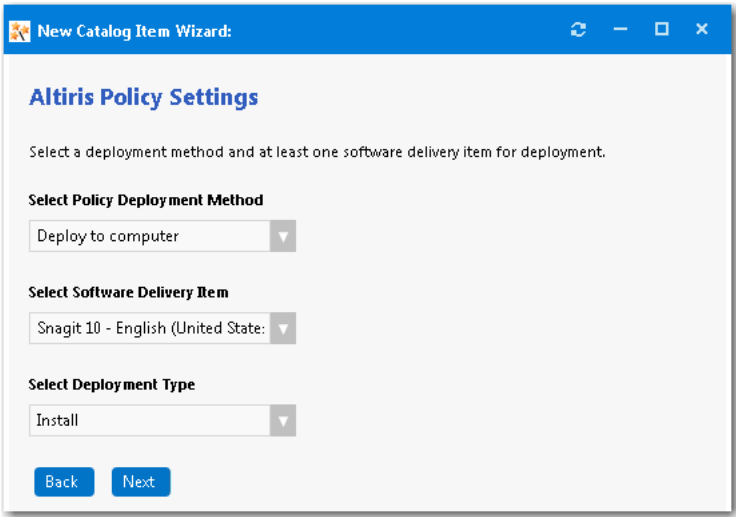 New Catalog Item Wizard:
Altiris Policy Settings
Select a deployment method and at least one software delivery item for deployment.
Select Policy Deployment Method
Deploy to computer
Select Software Delivery Item
Snagit 10 - English (United State:
Select Deployment Type
Install
Back Next